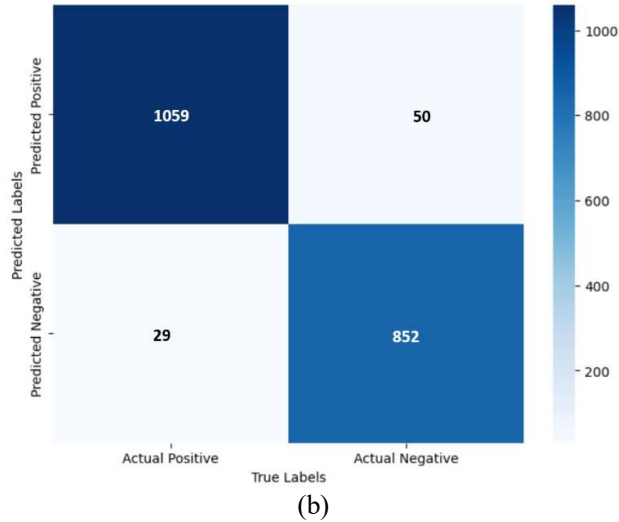 Predicted Labels
Predicted Positive
Predicted Negative
1059 50
29 852
1000
800
600
400
200
Actual Positive Actual Negative
True Labels
(b)